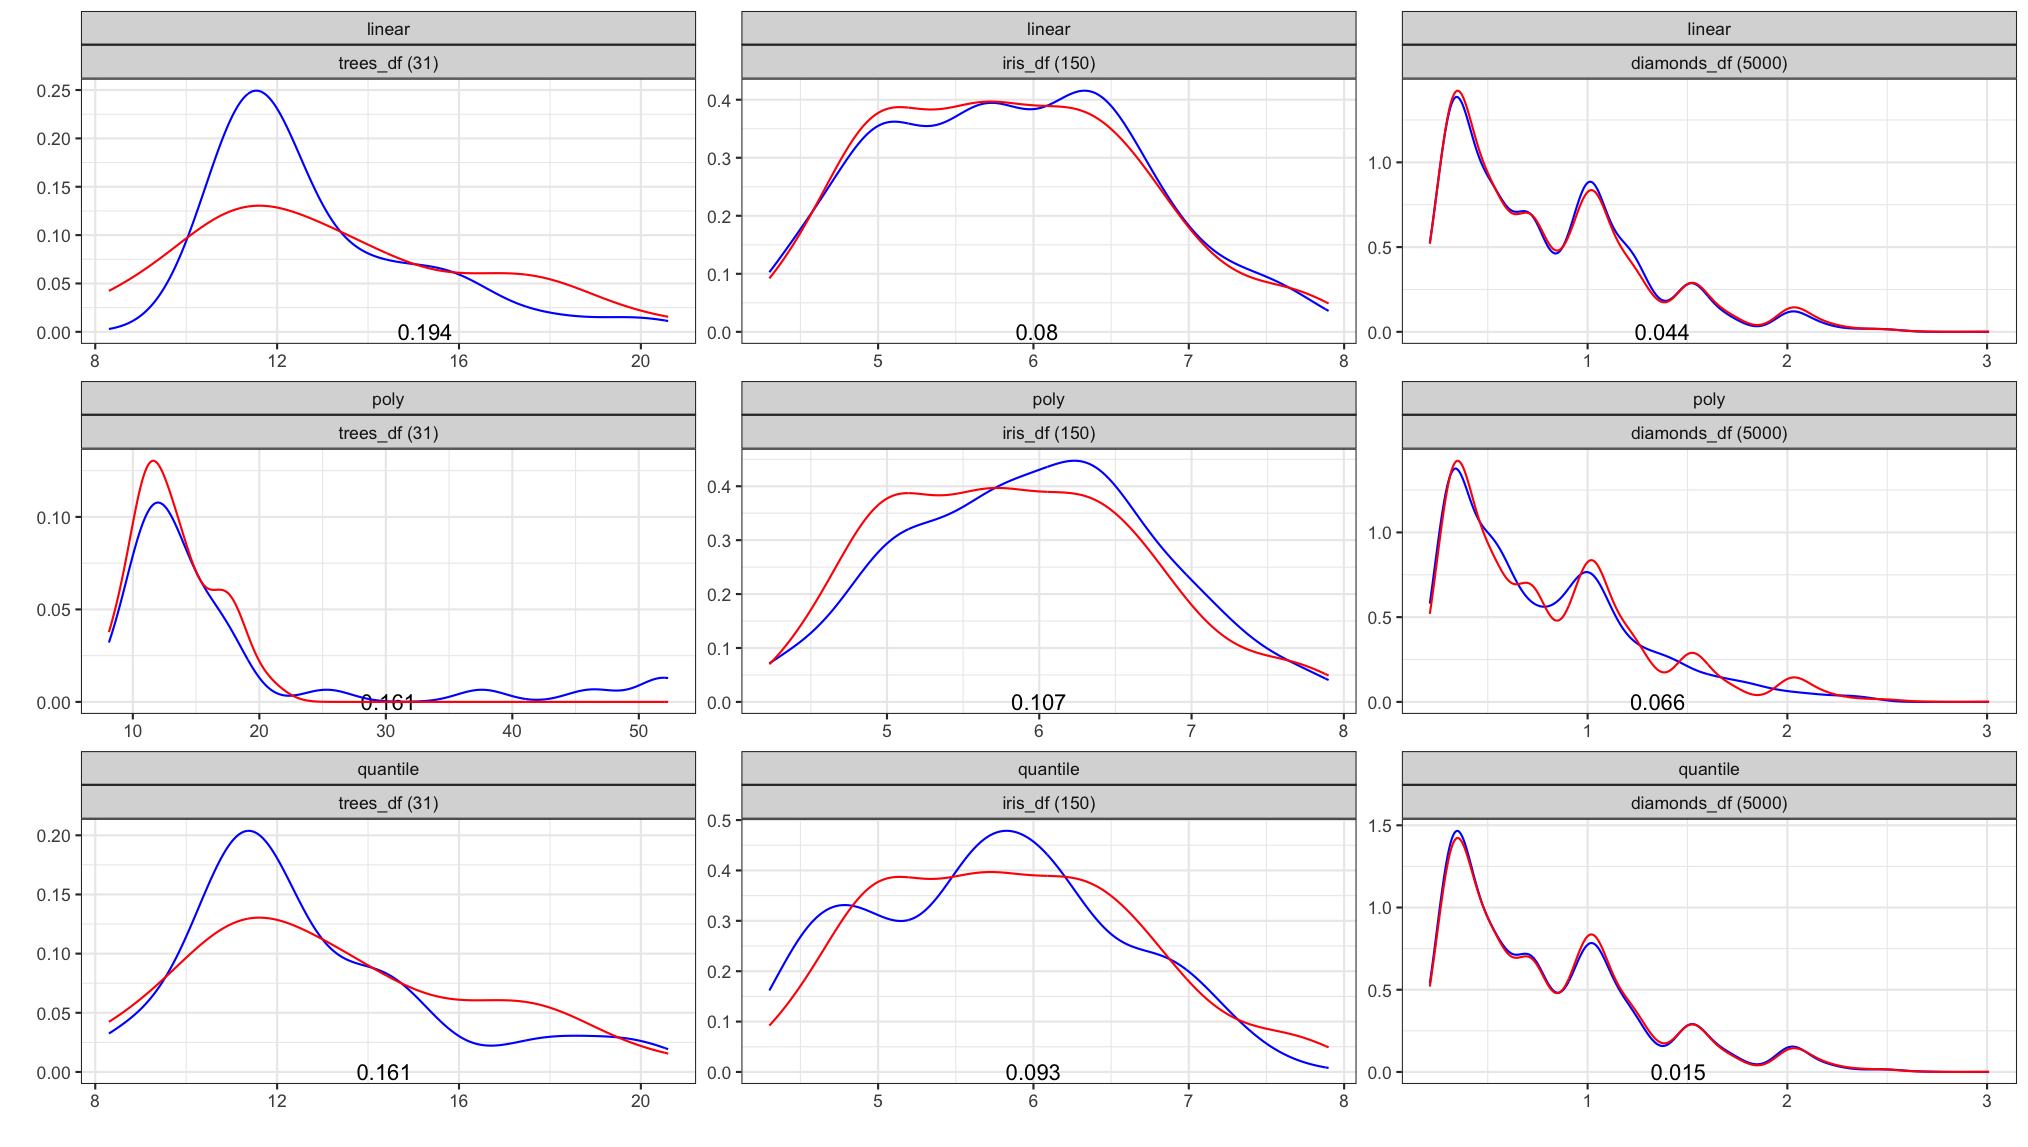 linear
trees_df (31)
0.25
0.20
0.15
0.10
0.05
0.00
0.194
8 12 16 20
linear
iris_df (150)
0.4
0.3
0.2
0.1
0.0
0.08
5 6 7 8
linear
diamonds_df (5000)
1.0
0.5
0.0
0.044
1 2 3
poly
trees_df (31)
0.10
0.05
0.00
0.161
10 20 30 40 50
poly
iris_df (150)
0.4
0.3
0.2
0.1
0.0
0.107
5 6 7 8
poly
diamonds_df (5000)
1.0
0.5
0.0
0.066
1 2 3
quantile
trees_df (31)
0.20
0.15
0.10
0.05
0.00
0.161
8 12 16 20
quantile
iris_df (150)
0.5
0.4
0.3
0.2
0.1
0.0
0.093
5 6 7 8
quantile
diamonds_df (5000)
1.5
1.0
0.5
0.0
0.015
1 2 3